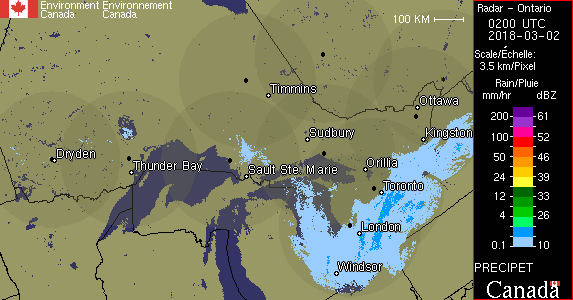 Environment Environnement
Canada Canada
Radar - Ontario
0200 UTC
2018-03-02
Scale/Échelle:
3.5 km/Pixel
Rain/Pluie
mm/hr dBZ
200 61
100 52
50 46
24 39
12 33
4 26
0.1 10
PRECIPET
Canada
100 KM
Timmins
Ottawa
Sudbury
Kingston
Dryden
Thunder Bay
Sault Ste. Marie
Orillia
Toronto
London
Windsor